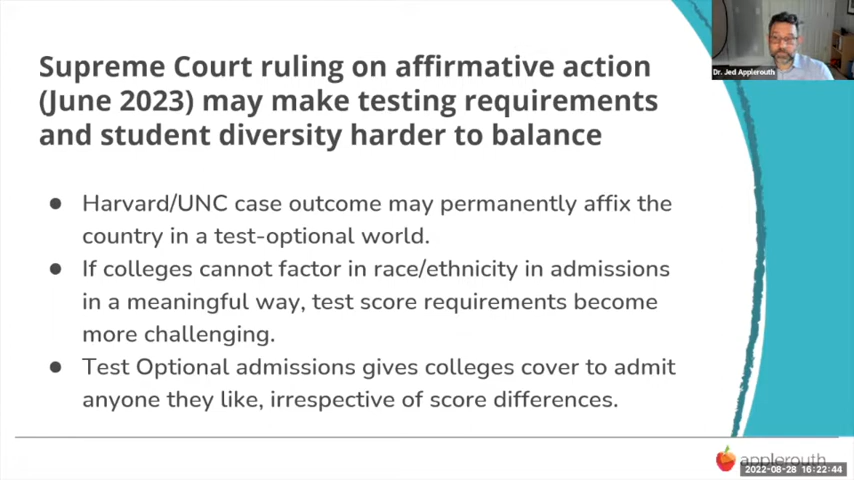 Supreme Court ruling on affirmative action
(June 2023) may make testing requirements
and student diversity harder to balance
● Harvard/UNC case outcome may permanently affix the
country in a test-optional world.
● If colleges cannot factor in race/ethnicity in admissions
in a meaningful way, test score requirements become
more challenging.
● Test Optional admissions gives colleges cover to admit
anyone they like, irrespective of score differences.
Dr. Jed Applerouth
applerouth
2022-08-28 16:22:44